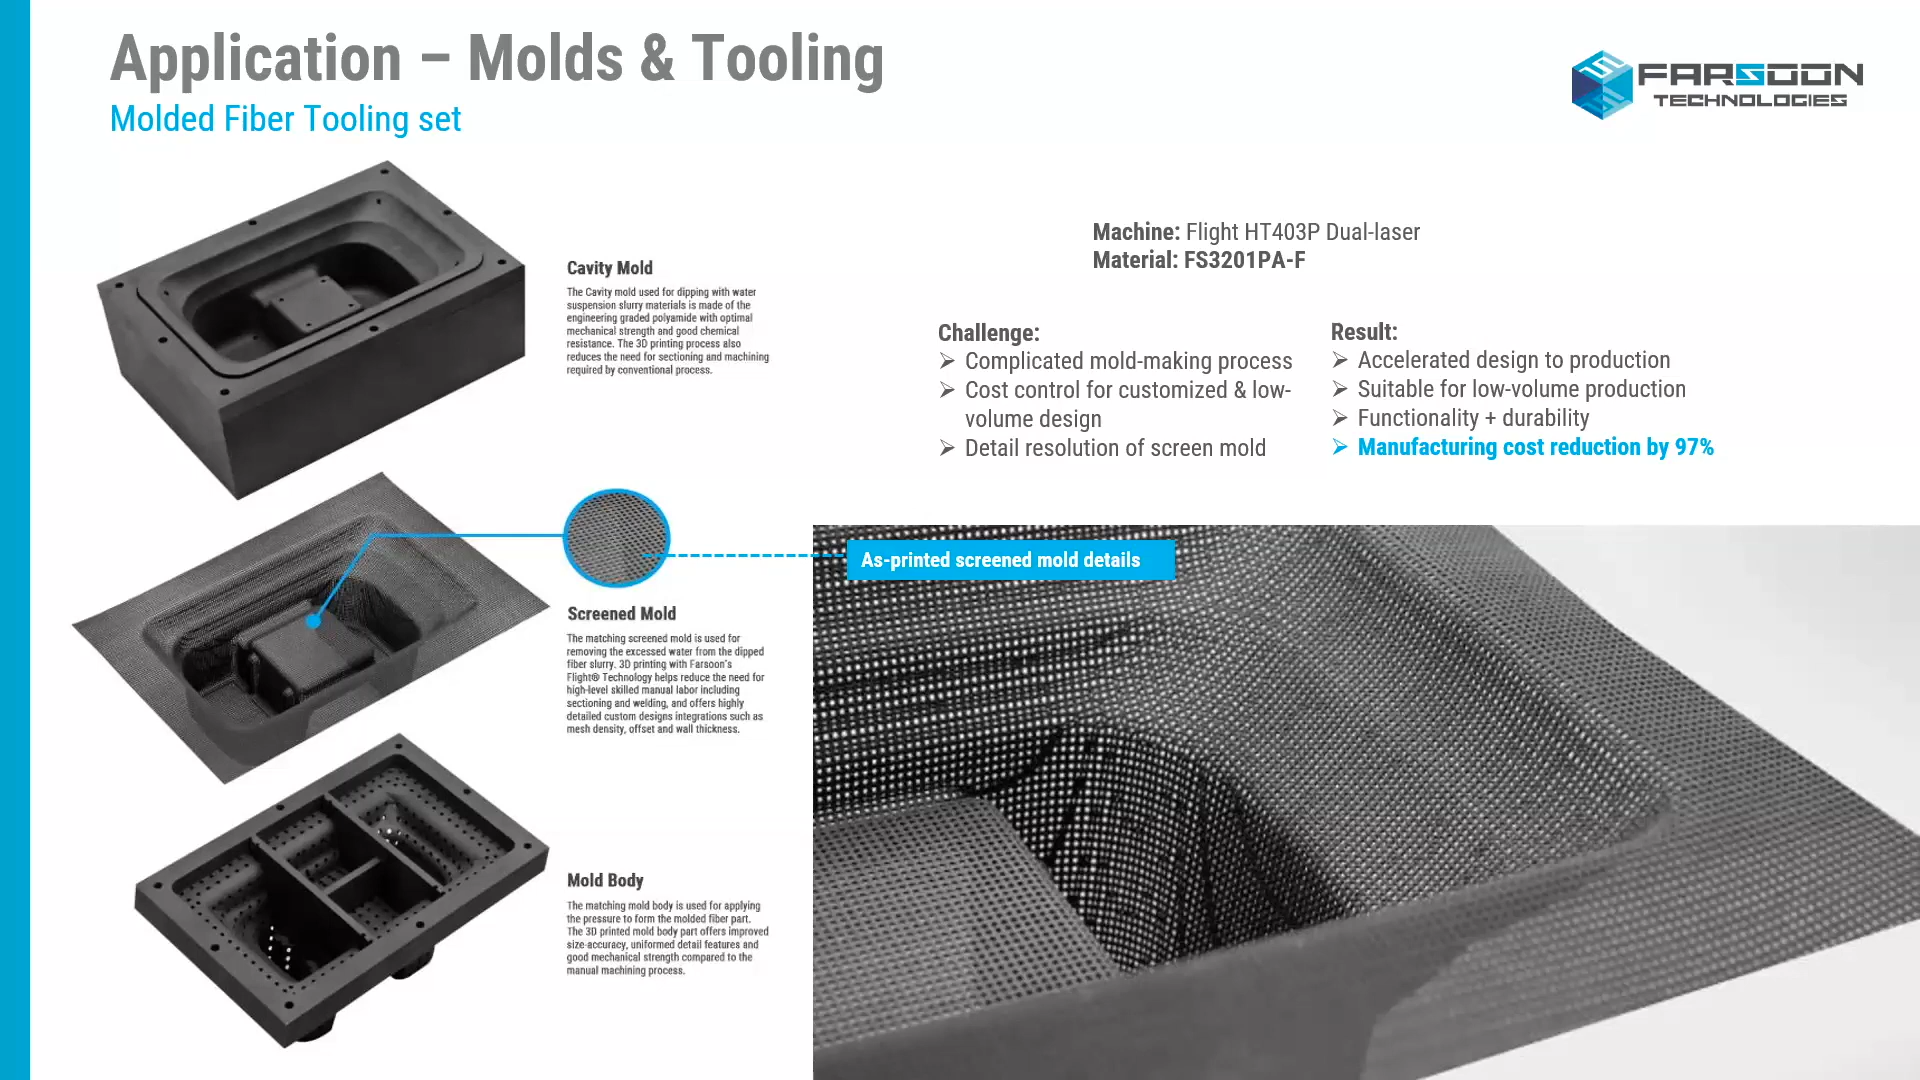 Application – Molds & Tooling
Molded Fiber Tooling set
FARSOON
TECHNOLOGIES
Cavity Mold
The Cavity mold used for dipping with water
suspension slurry materials is made of the
engineering graded polyamide with optimal
mechanical strength and good chemical
resistance. The 3D printing process also
reduces the need for sectioning and machining
required by conventional process.
Machine: Flight HT403P Dual-laser
Material: FS3201PA-F
Challenge:
➢ Complicated mold-making process
➢ Cost control for customized & low-
volume design
➢ Detail resolution of screen mold
Result:
➢ Accelerated design to production
➢ Suitable for low-volume production
➢ Functionality + durability
➢ Manufacturing cost reduction by 97%
As-printed screened mold details
Screened Mold
The matching screened mold is used for
removing the excessed water from the dipped
fiber slurry. 3D printing with Farsoon's
Flight® Technology helps reduce the need for
high-level skilled manual labor including
sectioning and welding, and offers highly
detailed custom designs integrations such as
mesh density, offset and wall thickness.
Mold Body
The matching mold body is used for applying
the pressure to form the molded fiber part.
The 3D printed mold body part offers improved
size-accuracy, uniformed detail features and
good mechanical strength compared to the
manual machining process.